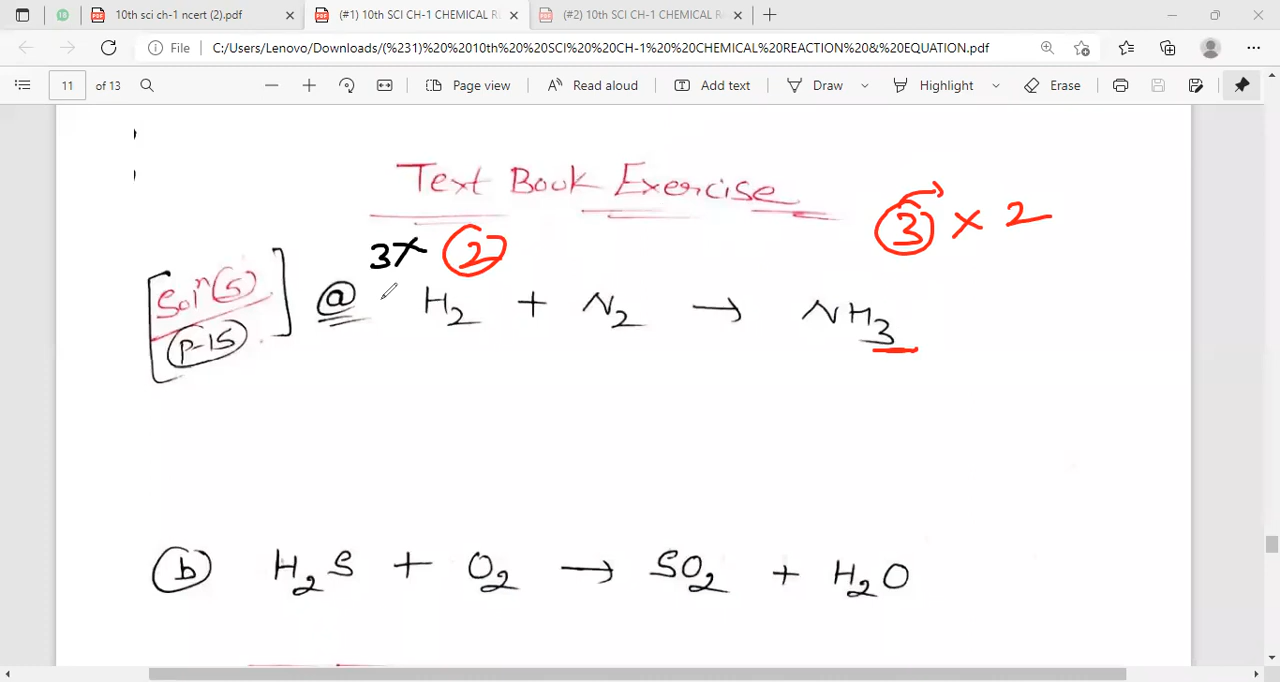 10th sci ch-1 ncert (2).pdf
(#1) 10th SCI CH-1 CHEMICAL R
(#2) 10th SCI CH-1 CHEMICAL R
File
C:/Users/Lenovo/Downloads/(%231)%20%2010th%20%20SCI%20%20CH-1%20%20CHEMICAL%20REACTION%20&%20EQUATION.pdf
11 of 13
Page view
Read aloud
Add text
Draw
Highlight
Erase
Text Book Exercise
3 × 2
3× 2
Solⁿ(5)
P-15
@ H2 + N2 → NH3
(b) H2S + O2 → SO2 + H2O